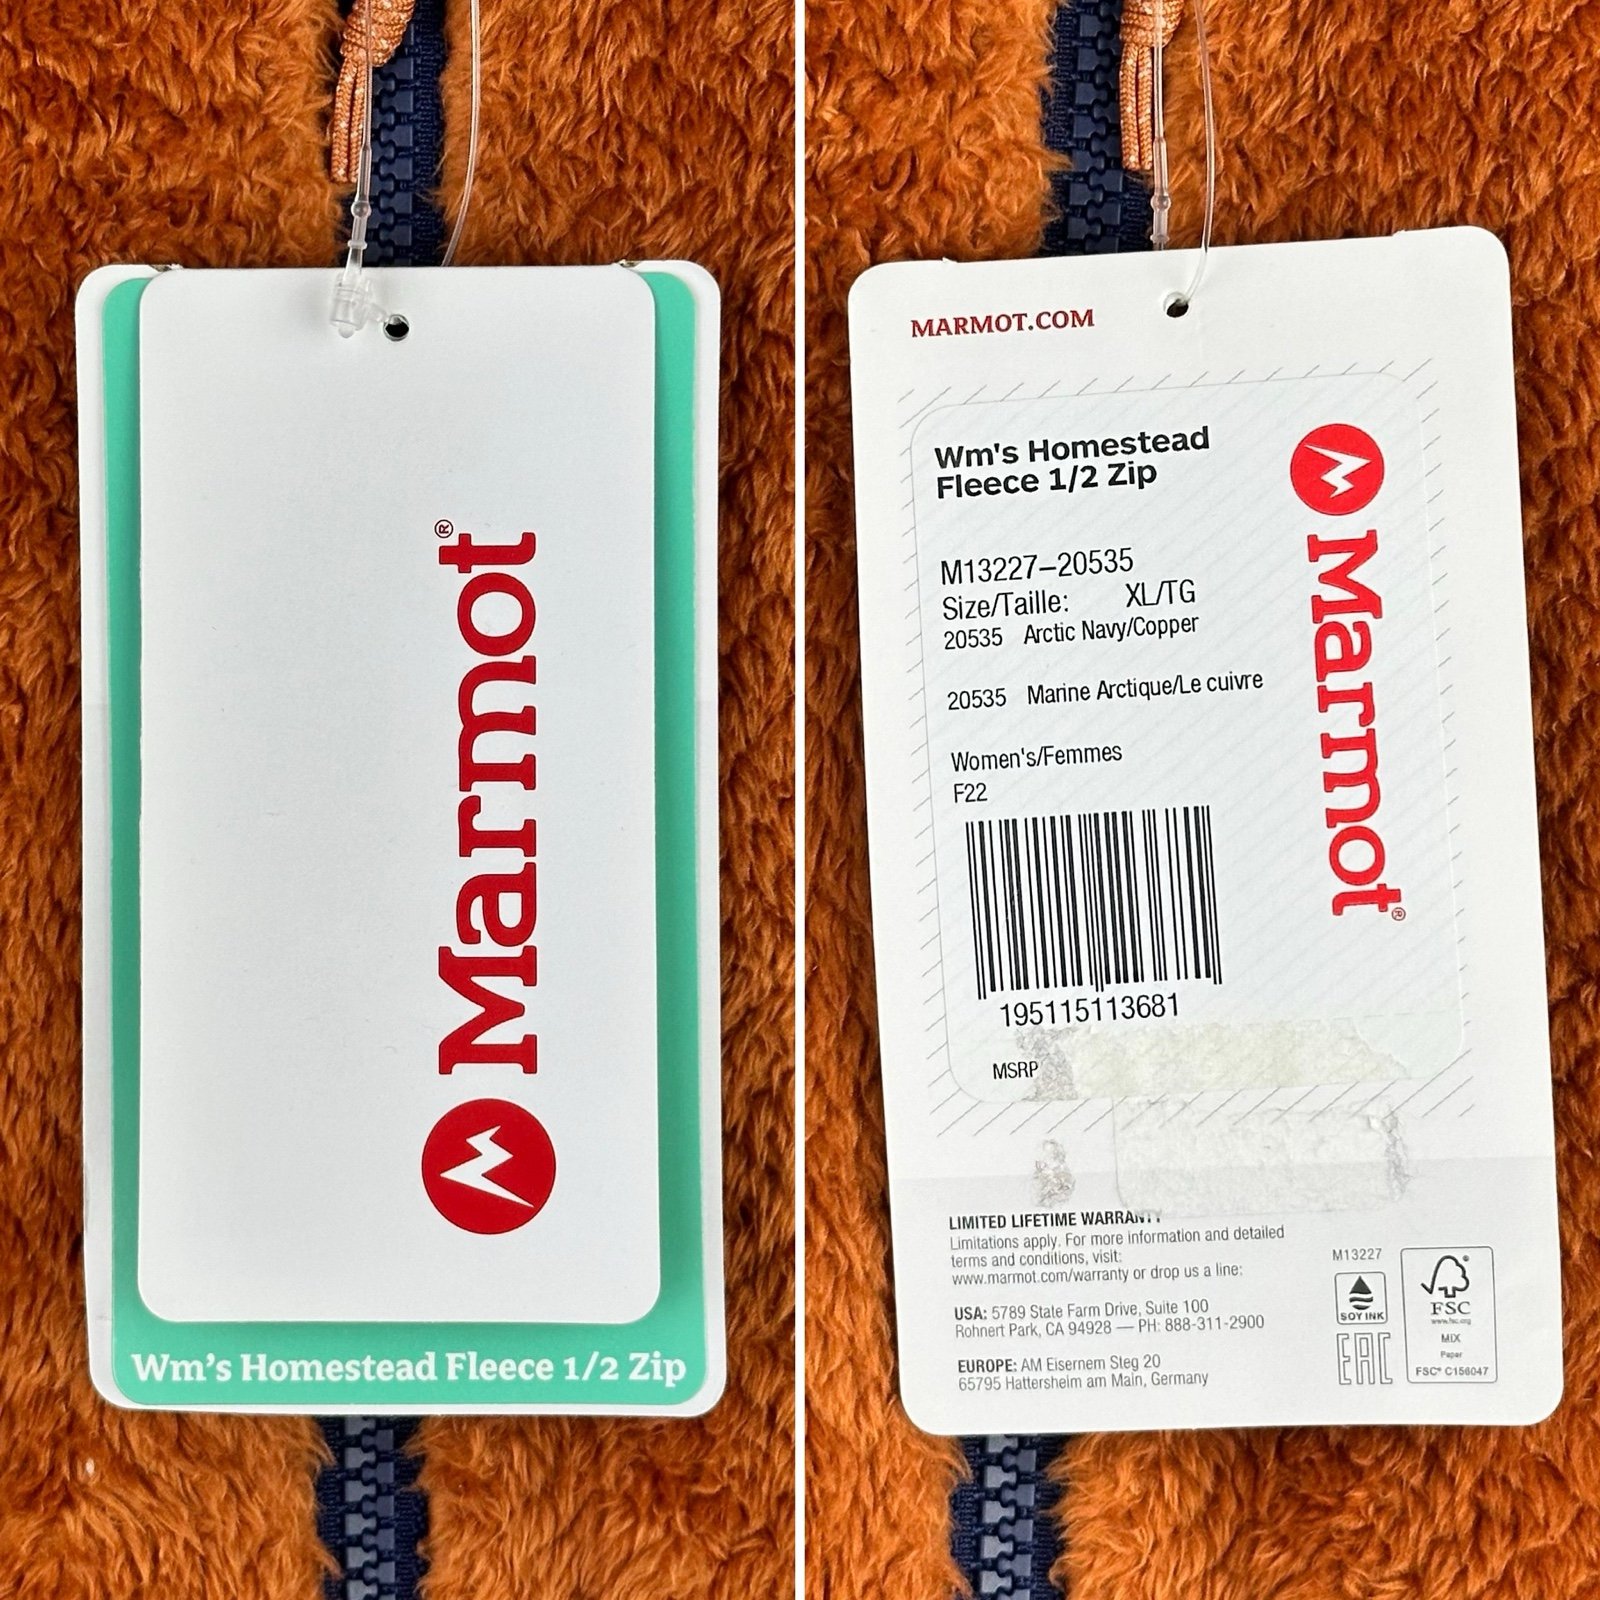 Marmot®
Wm's Homestead Fleece 1/2 Zip
MARMOT.COM
Wm's Homestead
Fleece 1/2 Zip
Marmot®
M13227-20535
Size/Taille: XL/TG
20535 Arctic Navy/Copper
20535 Marine Arctique/Le cuivre
Women's/Femmes
F22
195115113681
MSRP
LIMITED LIFETIME WARRANTY
Limitations apply. For more information and detailed
terms and conditions, visit:
www.marmot.com/warranty or drop us a line:
USA: 5789 State Farm Drive, Suite 100
Rohnert Park, CA 94928 — PH: 888-311-2900
EUROPE: AM Eisernem Steg 20
65795 Hattersheim am Main, Germany
M13227
SOY INK
EAC
FSC®
www.fsc.org
MIX
Paper
FSC® C156047